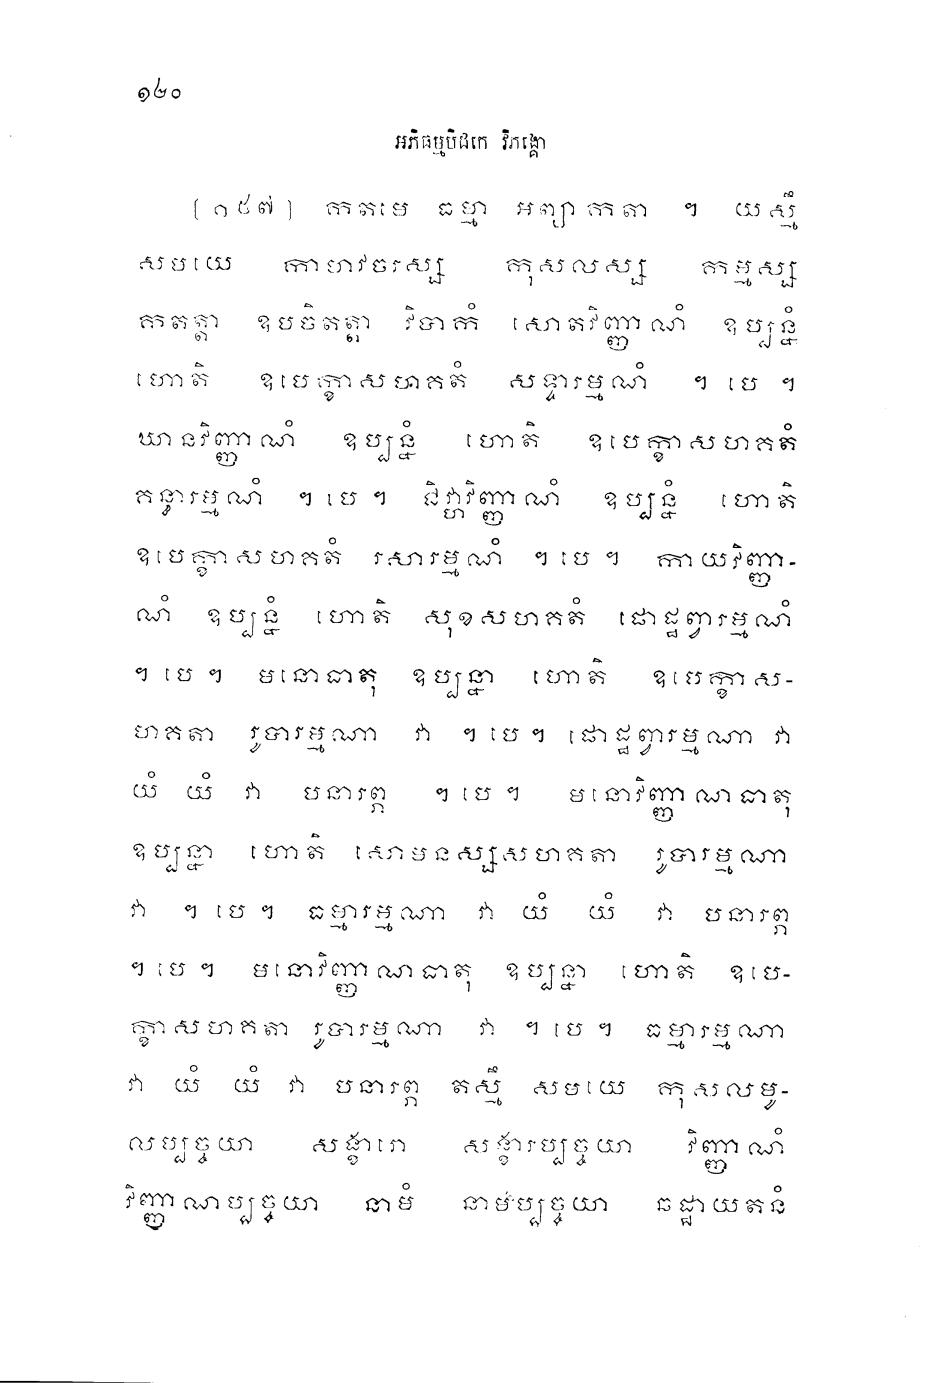 ១៤០
អភិធម្មបិដកេ វិភង្គោ
[១៥៧] កតមេ ធម្មា អព្យាកតា ។ យស្មឹ
សមយេ កាមាវចរស្ស កុសលស្ស កម្មស្ស
កតត្តា ឧបចិតត្តា វិបាកំ សោតវិញ្ញាណំ ឧប្បន្នំ
ហោតិ ឧបេក្ខាសហគតំ សទ្ទារម្មណំ ។ បេ ។
ឃានវិញ្ញាណំ ឧប្បន្នំ ហោតិ ឧបេក្ខាសហគតំ
គន្ធារម្មណំ ។ បេ ។ ជិវ្ហាវិញ្ញាណំ ឧប្បន្នំ ហោតិ
ឧបេក្ខាសហគតំ រសារម្មណំ ។ បេ ។ កាយវិញ្ញា-
ណំ ឧប្បន្នំ ហោតិ សុខសហគតំ ផោដ្ឋព្វារម្មណំ
។ បេ ។ មនោធាតុ ឧប្បន្នា ហោតិ ឧបេក្ខាស-
ហគតា រូបារម្មណា វា ។ បេ ។ ផោដ្ឋព្វារម្មណា វា
យំ យំ វា បនារព្ភ ។ បេ ។ មនោវិញ្ញាណធាតុ
ឧប្បន្នា ហោតិ សោមនស្សសហគតា រូបារម្មណា
វា ។ បេ ។ ធម្មារម្មណា វា យំ យំ វា បនារព្ភ
។ បេ ។ មនោវិញ្ញាណធាតុ ឧប្បន្នា ហោតិ ឧបេ-
ក្ខាសហគតា រូបារម្មណា វា ។ បេ ។ ធម្មារម្មណា
វា យំ យំ វា បនារព្ភ តស្មឹ សមយេ កុសលមូ-
លប្បច្ចយា សង្ខារោ សង្ខារប្បច្ចយា វិញ្ញាណំ
វិញ្ញាណប្បច្ចយា នាមំ នាមប្បច្ចយា ឆដ្ឋាយតនំ